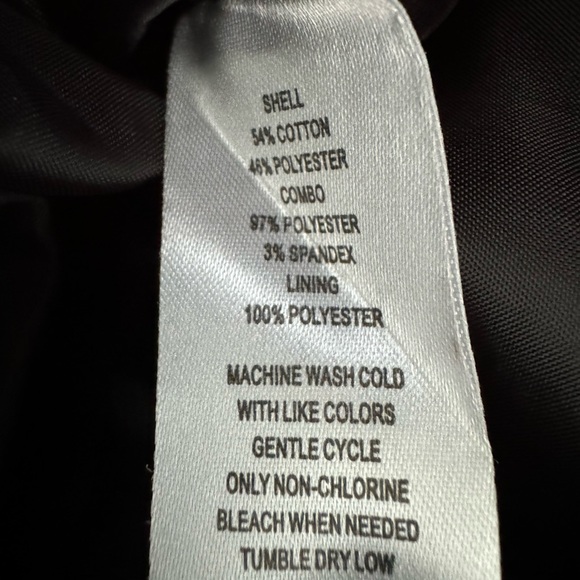 SHELL
54% COTTON
46% POLYESTER
COMBO
97% POLYESTER
3% SPANDEX
LINING
100% POLYESTER
MACHINE WASH COLD
WITH LIKE COLORS
GENTLE CYCLE
ONLY NON-CHLORINE
BLEACH WHEN NEEDED
TUMBLE DRY LOW